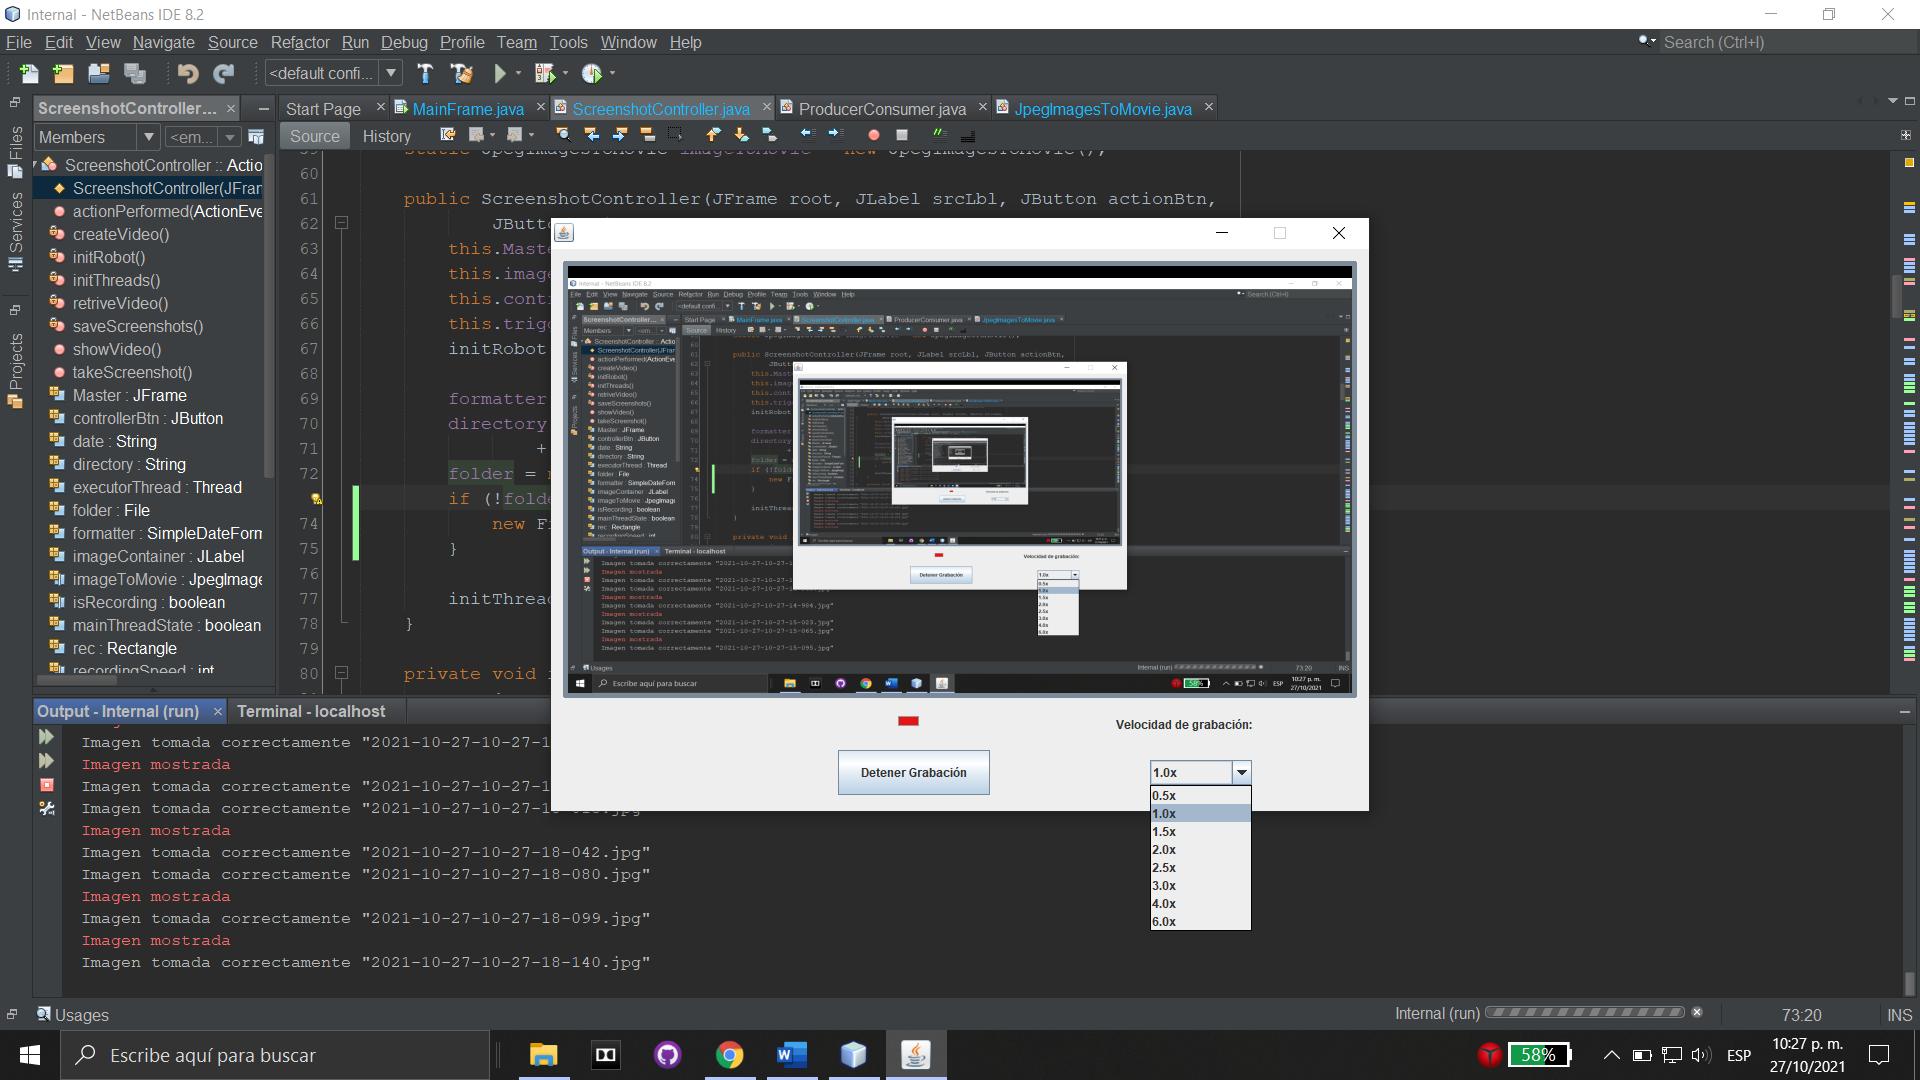 Internal - NetBeans IDE 8.2
File Edit View Navigate Source Refactor Run Debug Profile Team Tools Window Help
Search (Ctrl+I)
<default confi...
ScreenshotController...
Start Page
MainFrame.java
ScreenshotController.java
ProducerConsumer.java
JpegImagesToMovie.java
Members
<em...
Source
History
Files
Services
Projects
ScreenshotController :: Actio
ScreenshotController(JFran
actionPerformed(ActionEve
createVideo()
initRobot()
initThreads()
retriveVideo()
saveScreenshots()
showVideo()
takeScreenshot()
Master : JFrame
controllerBtn : JButton
date : String
directory : String
executorThread : Thread
folder : File
formatter : SimpleDateForm
imageContainer : JLabel
imageToMovie : JpegImage
isRecording : boolean
mainThreadState : boolean
rec : Rectangle
recordingSpeed : int
60
61 public ScreenshotController(JFrame root, JLabel srcLbl, JButton actionBtn,
62 JButt
63 this.Mast
64 this.imag
65 this.cont
66 this.trig
67 initRobot
68
69 formatter
70 directory
71 +
72 folder = n
if (!folde
74 new Fi
75 }
76
77 initThrea
78 }
79
80 private void i
Velocidad de grabación:
Detener Grabación
1.0x
0.5x
1.0x
1.5x
2.0x
2.5x
3.0x
4.0x
6.0x
Output - Internal (run)
Terminal - localhost
Imagen tomada correctamente "2021-10-27-10-27-1
Imagen mostrada
Imagen tomada correctamente "2021-10-27-10-27-1
Imagen tomada correctamente "2021-10-27-10-27-18-018.jpg"
Imagen mostrada
Imagen tomada correctamente "2021-10-27-10-27-18-042.jpg"
Imagen tomada correctamente "2021-10-27-10-27-18-080.jpg"
Imagen mostrada
Imagen tomada correctamente "2021-10-27-10-27-18-099.jpg"
Imagen mostrada
Imagen tomada correctamente "2021-10-27-10-27-18-140.jpg"
Usages
Internal (run)
73:20
INS
Escribe aquí para buscar
58%
ESP
10:27 p. m.
27/10/2021